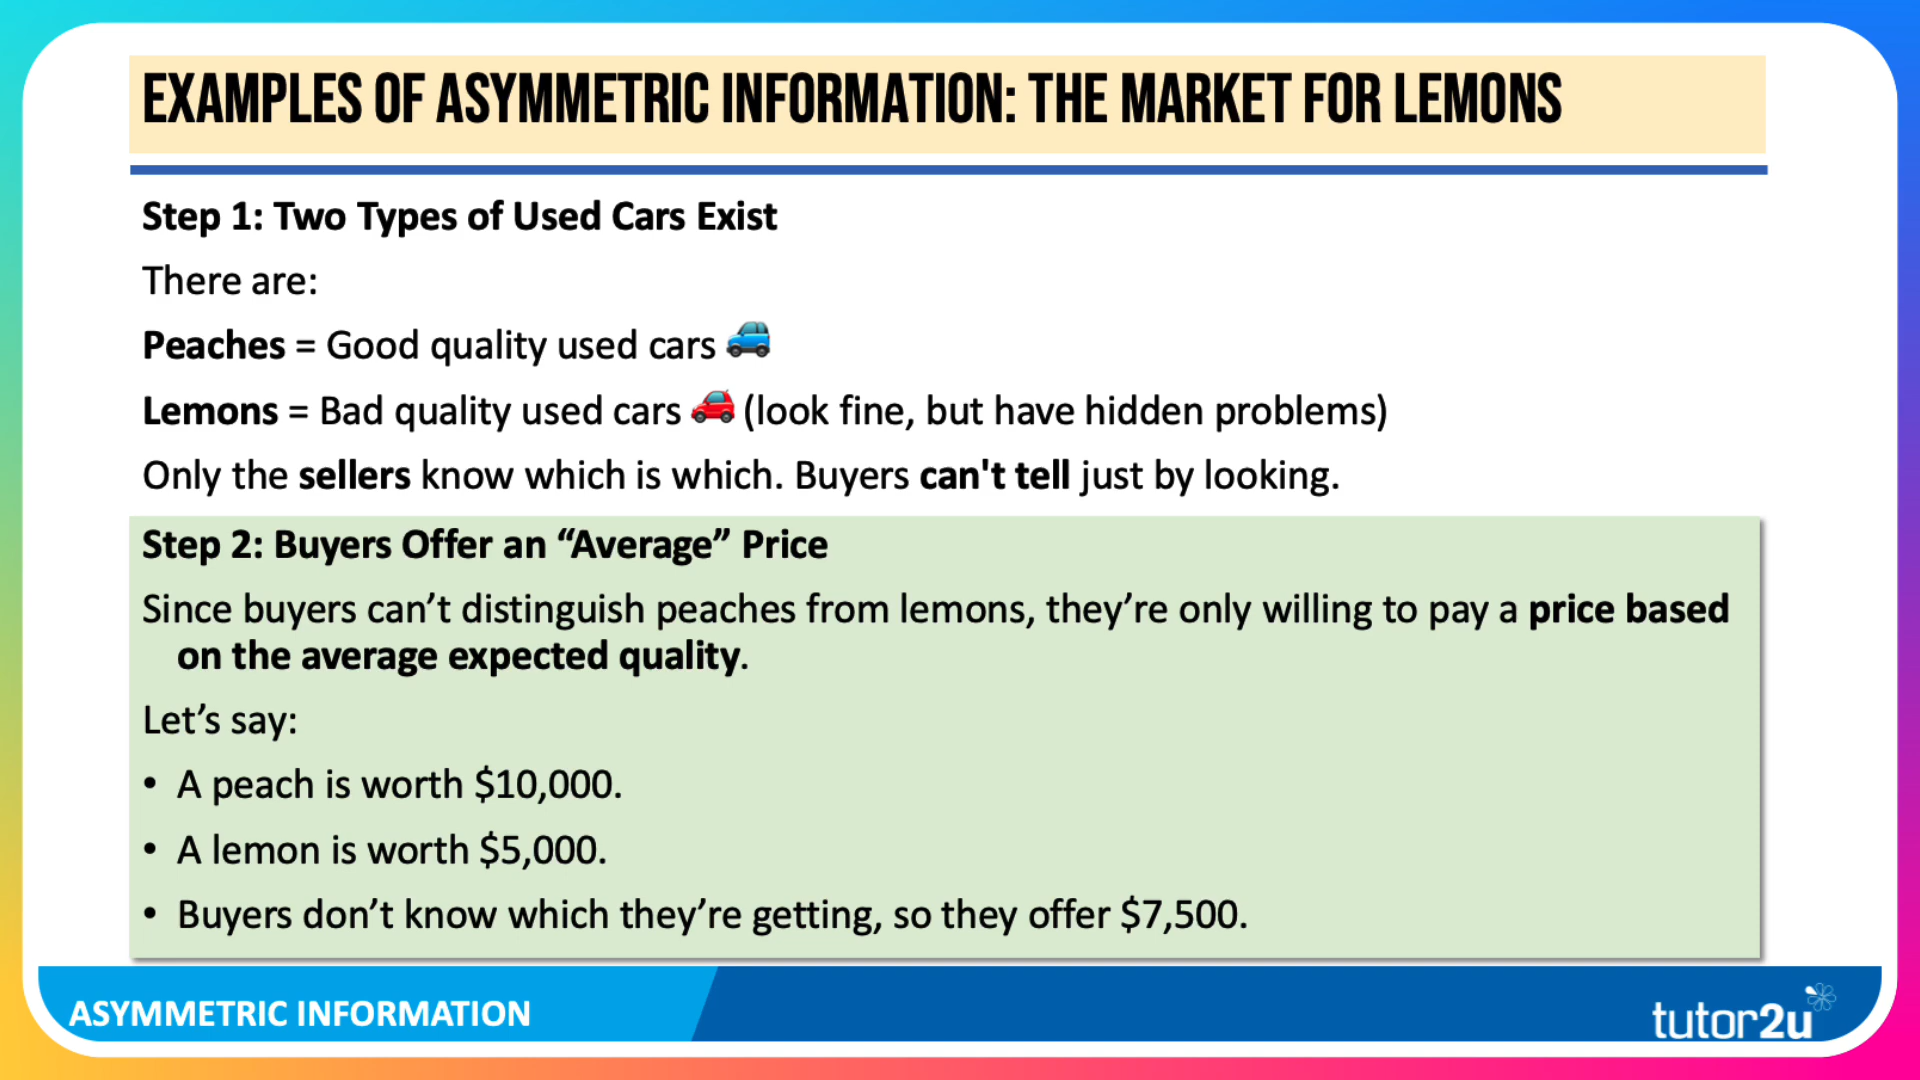 EXAMPLES OF ASYMMETRIC INFORMATION: THE MARKET FOR LEMONS
Step 1: Two Types of Used Cars Exist
There are:
Peaches = Good quality used cars 🚙
Lemons = Bad quality used cars 🚗 (look fine, but have hidden problems)
Only the sellers know which is which. Buyers can't tell just by looking.
Step 2: Buyers Offer an “Average” Price
Since buyers can’t distinguish peaches from lemons, they’re only willing to pay a price based
on the average expected quality.
Let’s say:
• A peach is worth $10,000.
• A lemon is worth $5,000.
• Buyers don’t know which they’re getting, so they offer $7,500.
ASYMMETRIC INFORMATION
tutor2u